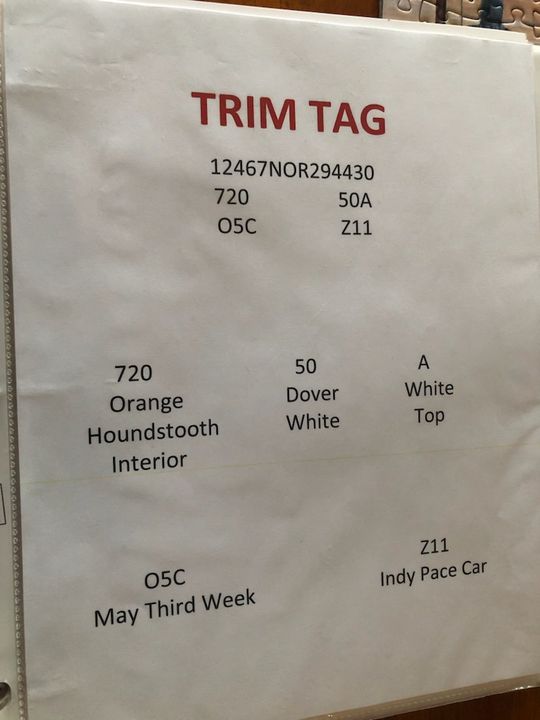 TRIM TAG
12467NOR294430
720 50A
O5C Z11
720 50 A
Orange Dover White
Houndstooth White Top
Interior
O5C Z11
May Third Week Indy Pace Car